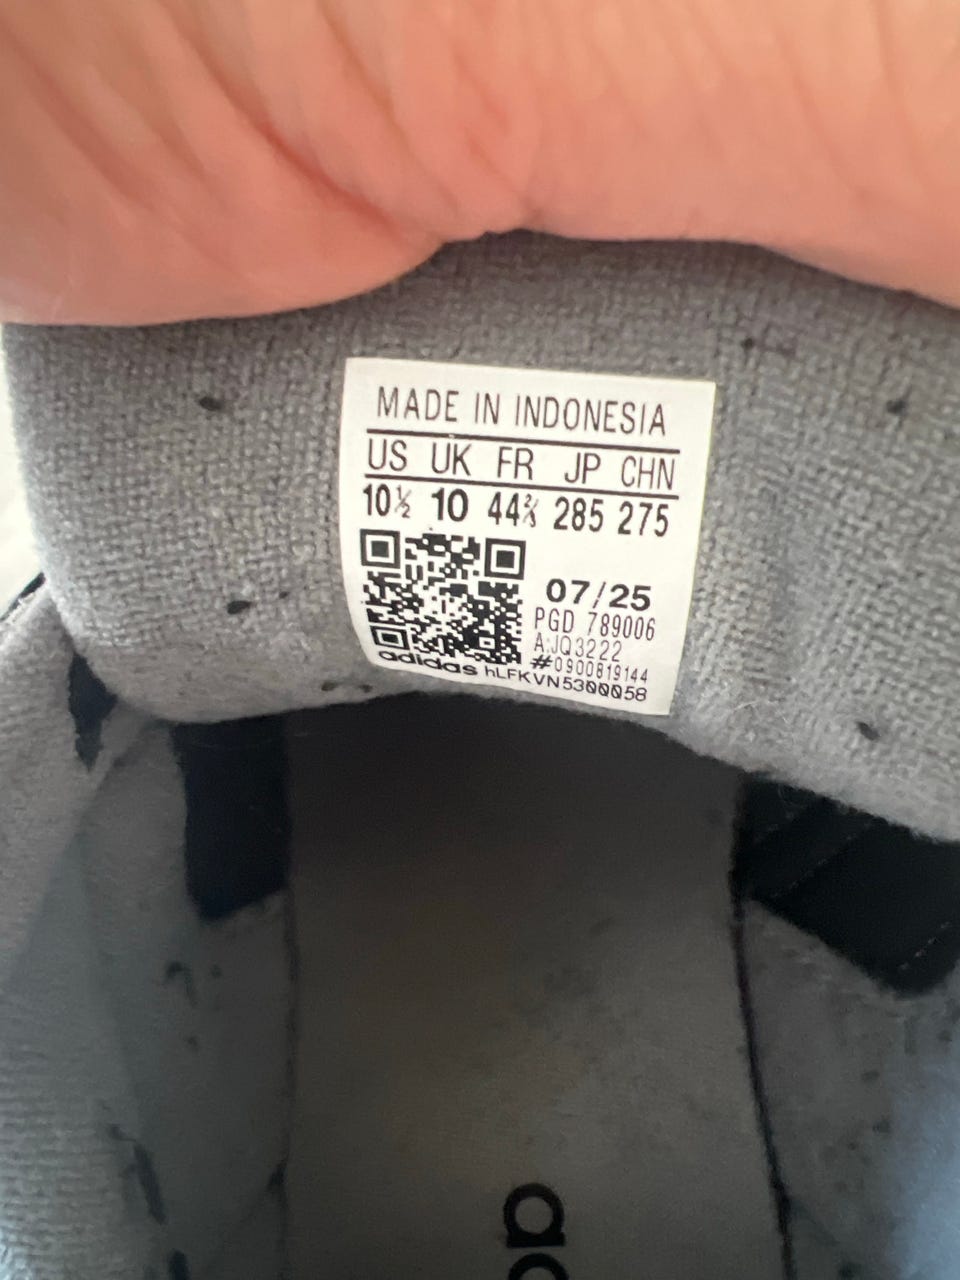 MADE IN INDONESIA
US UK FR JP CHN
10½ 10 44⅔ 285 275
07/25
PGD 789006
A:JQ3222
#0900819144
adidas hLFKVN5300058